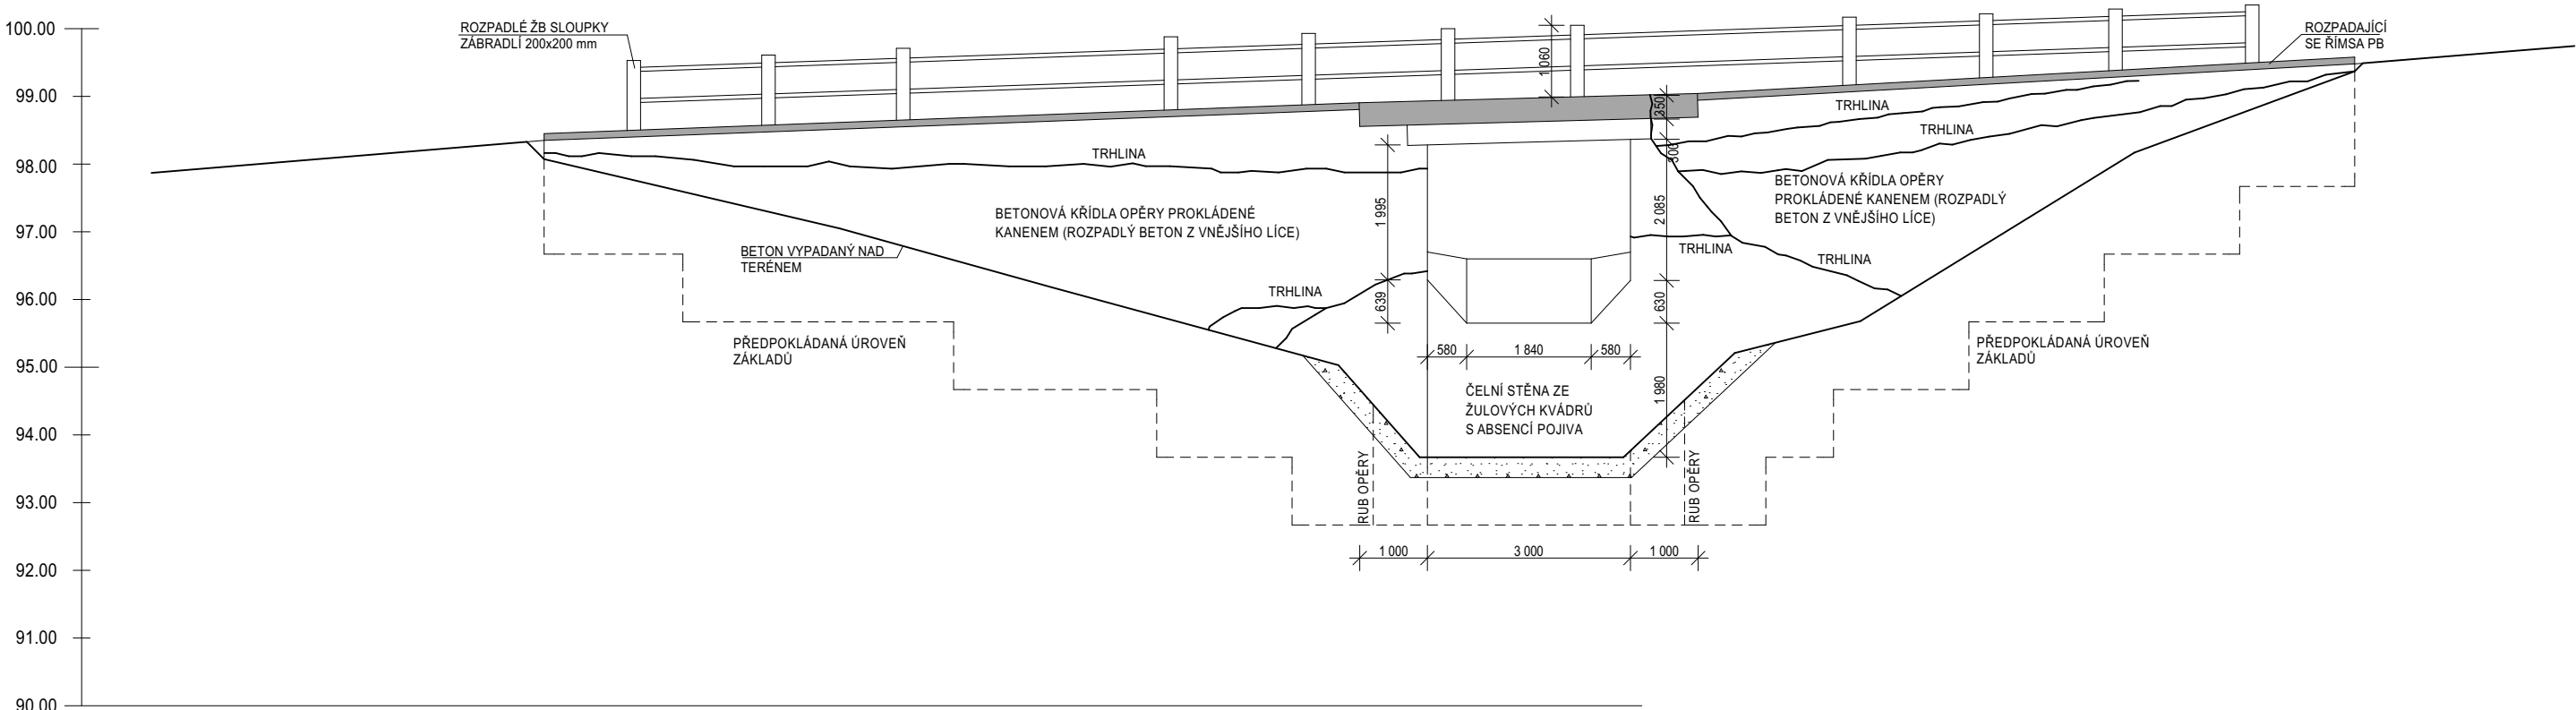 100.00
99.00
98.00
97.00
96.00
95.00
94.00
93.00
92.00
91.00
90.00
ROZPADLÉ ŽB SLOUPKY
ZÁBRADLÍ 200x200 mm
1 060
ROZPADAJÍCÍ
SE ŘÍMSA PB
350
300
TRHLINA
TRHLINA
TRHLINA
BETONOVÁ KŘÍDLA OPĚRY PROKLÁDENÉ
KANENEM (ROZPADLÝ BETON Z VNĚJŠÍHO LÍCE)
BETONOVÁ KŘÍDLA OPĚRY
PROKLÁDENÉ KANENEM (ROZPADLÝ
BETON Z VNĚJŠÍHO LÍCE)
1 995
2 085
BETON VYPADANÝ NAD
TERÉNEM
TRHLINA
TRHLINA
TRHLINA
639
630
PŘEDPOKLÁDANÁ ÚROVEŇ
ZÁKLADŮ
580
1 840
580
PŘEDPOKLÁDANÁ ÚROVEŇ
ZÁKLADŮ
ČELNÍ STĚNA ZE
ŽULOVÝCH KVÁDRŮ
S ABSENCÍ POJIVA
1 980
RUB OPĚRY
RUB OPĚRY
1 000
3 000
1 000